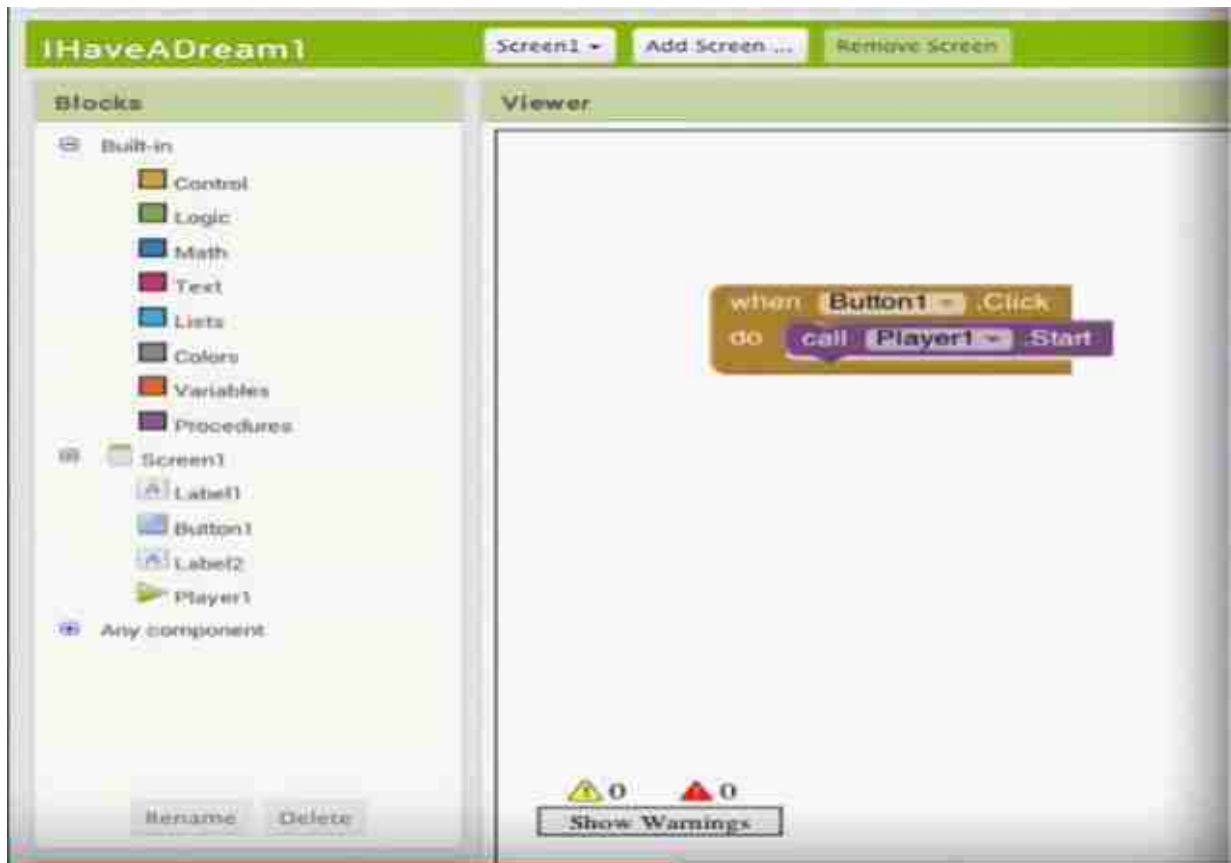 IHaveADream1
Screen1 Add Screen ... Remove Screen
Blocks
Viewer
Built-in
Control
Logic
Math
Text
Lists
Colors
Variables
Procedures
Screen1
Label1
Button1
Label2
Player1
Any component
Rename Delete
when Button1 .Click
do call Player1 .Start
0 0
Show Warnings